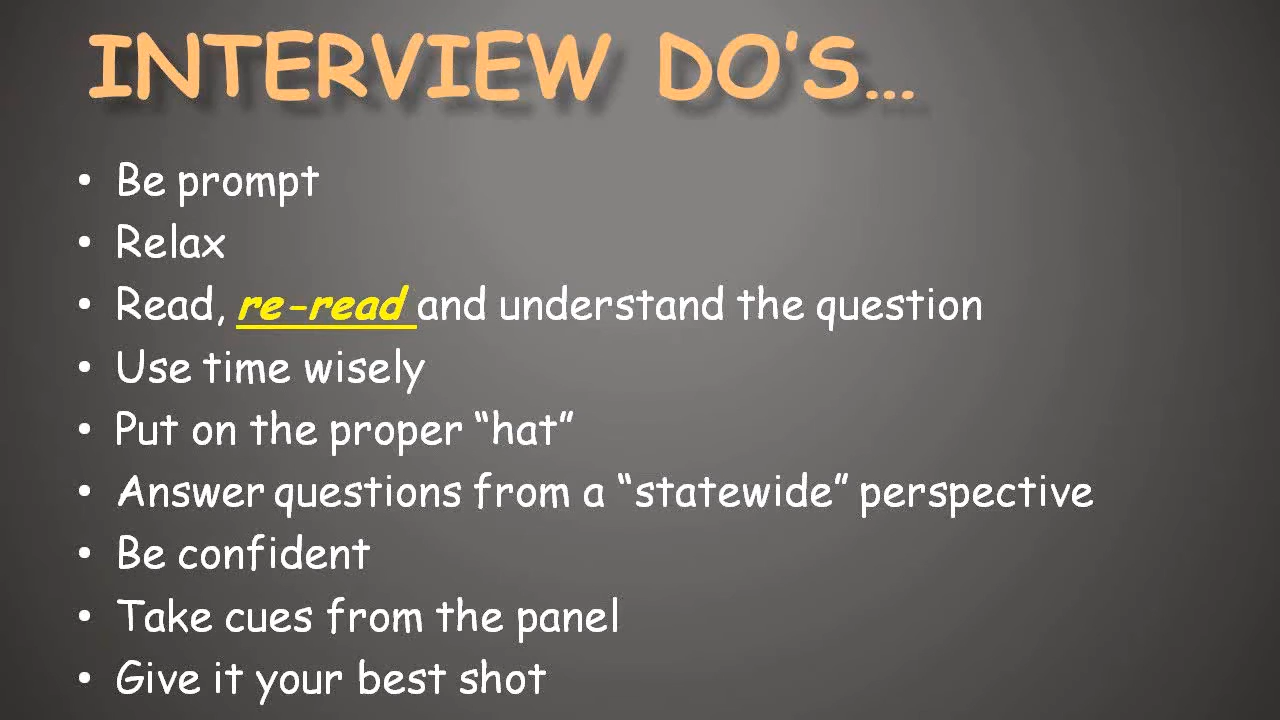 INTERVIEW DO'S…
• Be prompt
• Relax
• Read, re-read and understand the question
• Use time wisely
• Put on the proper “hat”
• Answer questions from a “statewide” perspective
• Be confident
• Take cues from the panel
• Give it your best shot